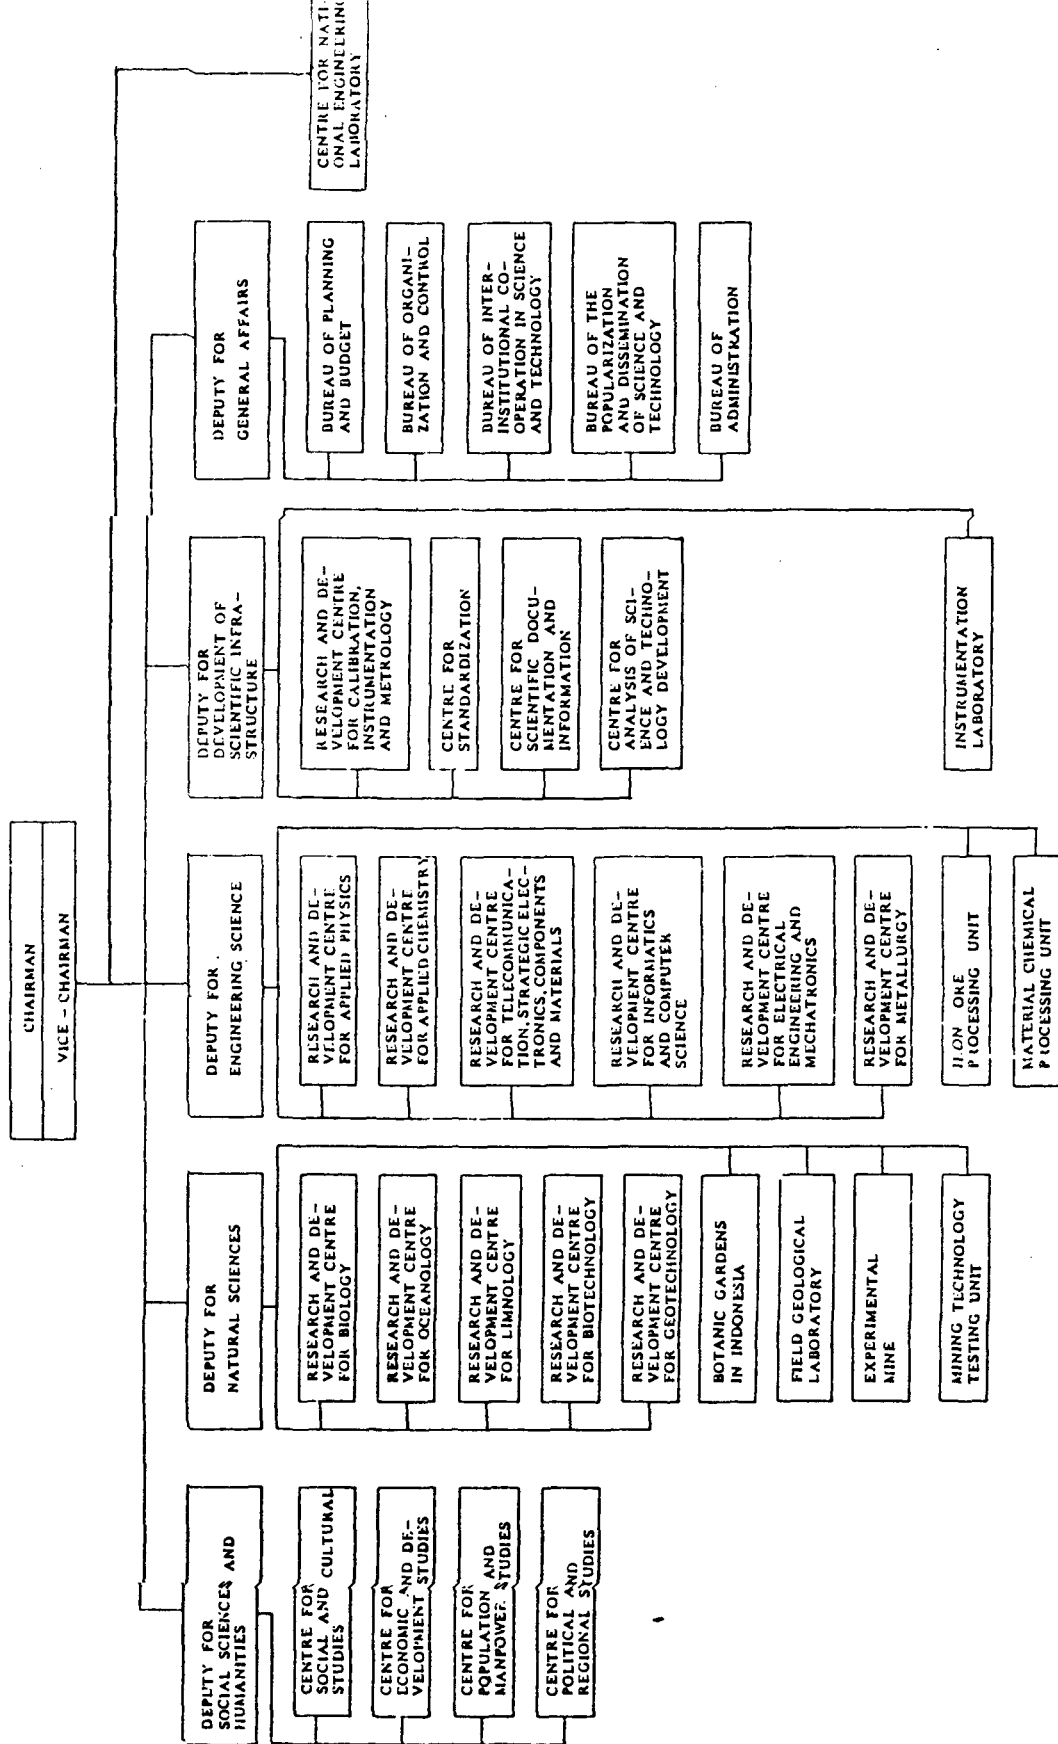 CHAIRMAN
VICE – CHAIRMAN
DEPUTY FOR
SOCIAL SCIENCES AND
HUMANITIES
CENTRE FOR
SOCIAL AND CULTURAL
STUDIES
CENTRE FOR
ECONOMIC AND DE–
VELOPMENT STUDIES
CENTRE FOR
POPULATION AND
MANPOWER STUDIES
CENTRE FOR
POLITICAL AND
REGIONAL STUDIES
DEPUTY FOR
NATURAL SCIENCES
RESEARCH AND DE–
VELOPMENT CENTRE
FOR BIOLOGY
RESEARCH AND DE–
VELOPMENT CENTRE
FOR OCEANOLOGY
RESEARCH AND DE–
VELOPMENT CENTRE
FOR LIMNOLOGY
RESEARCH AND DE–
VELOPMENT CENTRE
FOR BIOTECHNOLOGY
RESEARCH AND DE–
VELOPMENT CENTRE
FOR GEOTECHNOLOGY
BOTANIC GARDENS
IN INDONESIA
FIELD GEOLOGICAL
LABORATORY
EXPERIMENTAL
MINE
MINING TECHNOLOGY
TESTING UNIT
DEPUTY FOR
ENGINEERING SCIENCE
RESEARCH AND DE–
VELOPMENT CENTRE
FOR APPLIED PHYSICS
RESEARCH AND DE–
VELOPMENT CENTRE
FOR APPLIED CHEMISTRY
RESEARCH AND DE–
VELOPMENT CENTRE
FOR TELECOMMUNICA–
TION, STRATEGIC ELEC–
TRONICS, COMPONENTS
AND MATERIALS
RESEARCH AND DE–
VELOPMENT CENTRE
FOR INFORMATICS
AND COMPUTER
SCIENCE
RESEARCH AND DE–
VELOPMENT CENTRE
FOR ELECTRICAL
ENGINEERING AND
MECHATRONICS
RESEARCH AND DE–
VELOPMENT CENTRE
FOR METALLURGY
IRON ORE
PROCESSING UNIT
MATERIAL CHEMICAL
PROCESSING UNIT
DEPUTY FOR
DEVELOPMENT OF
SCIENTIFIC INFRA–
STRUCTURE
RESEARCH AND DE–
VELOPMENT CENTRE
FOR CALIBRATION,
INSTRUMENTATION
AND METROLOGY
CENTRE FOR
STANDARDIZATION
CENTRE FOR
SCIENTIFIC DOCU–
MENTATION AND
INFORMATION
CENTRE FOR
ANALYSIS OF SCI–
ENCE AND TECHNO–
LOGY DEVELOPMENT
INSTRUMENTATION
LABORATORY
DEPUTY FOR
GENERAL AFFAIRS
BUREAU OF PLANNING
AND BUDGET
BUREAU OF ORGANI–
ZATION AND CONTROL
BUREAU OF INTER–
INSTITUTIONAL CO–
OPERATION IN SCIENCE
AND TECHNOLOGY
BUREAU OF THE
POPULARIZATION
AND DISSEMINATION
OF SCIENCE AND
TECHNOLOGY
BUREAU OF
ADMINISTRATION
CENTRE FOR NATI–
ONAL ENGINEERING
LABORATORY